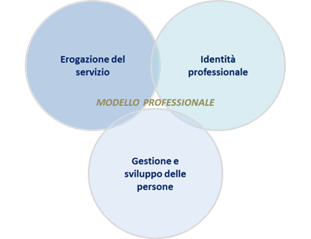 Erogazione del
servizio
Identità
professionale
MODELLO PROFESSIONALE
Gestione e
sviluppo delle
persone